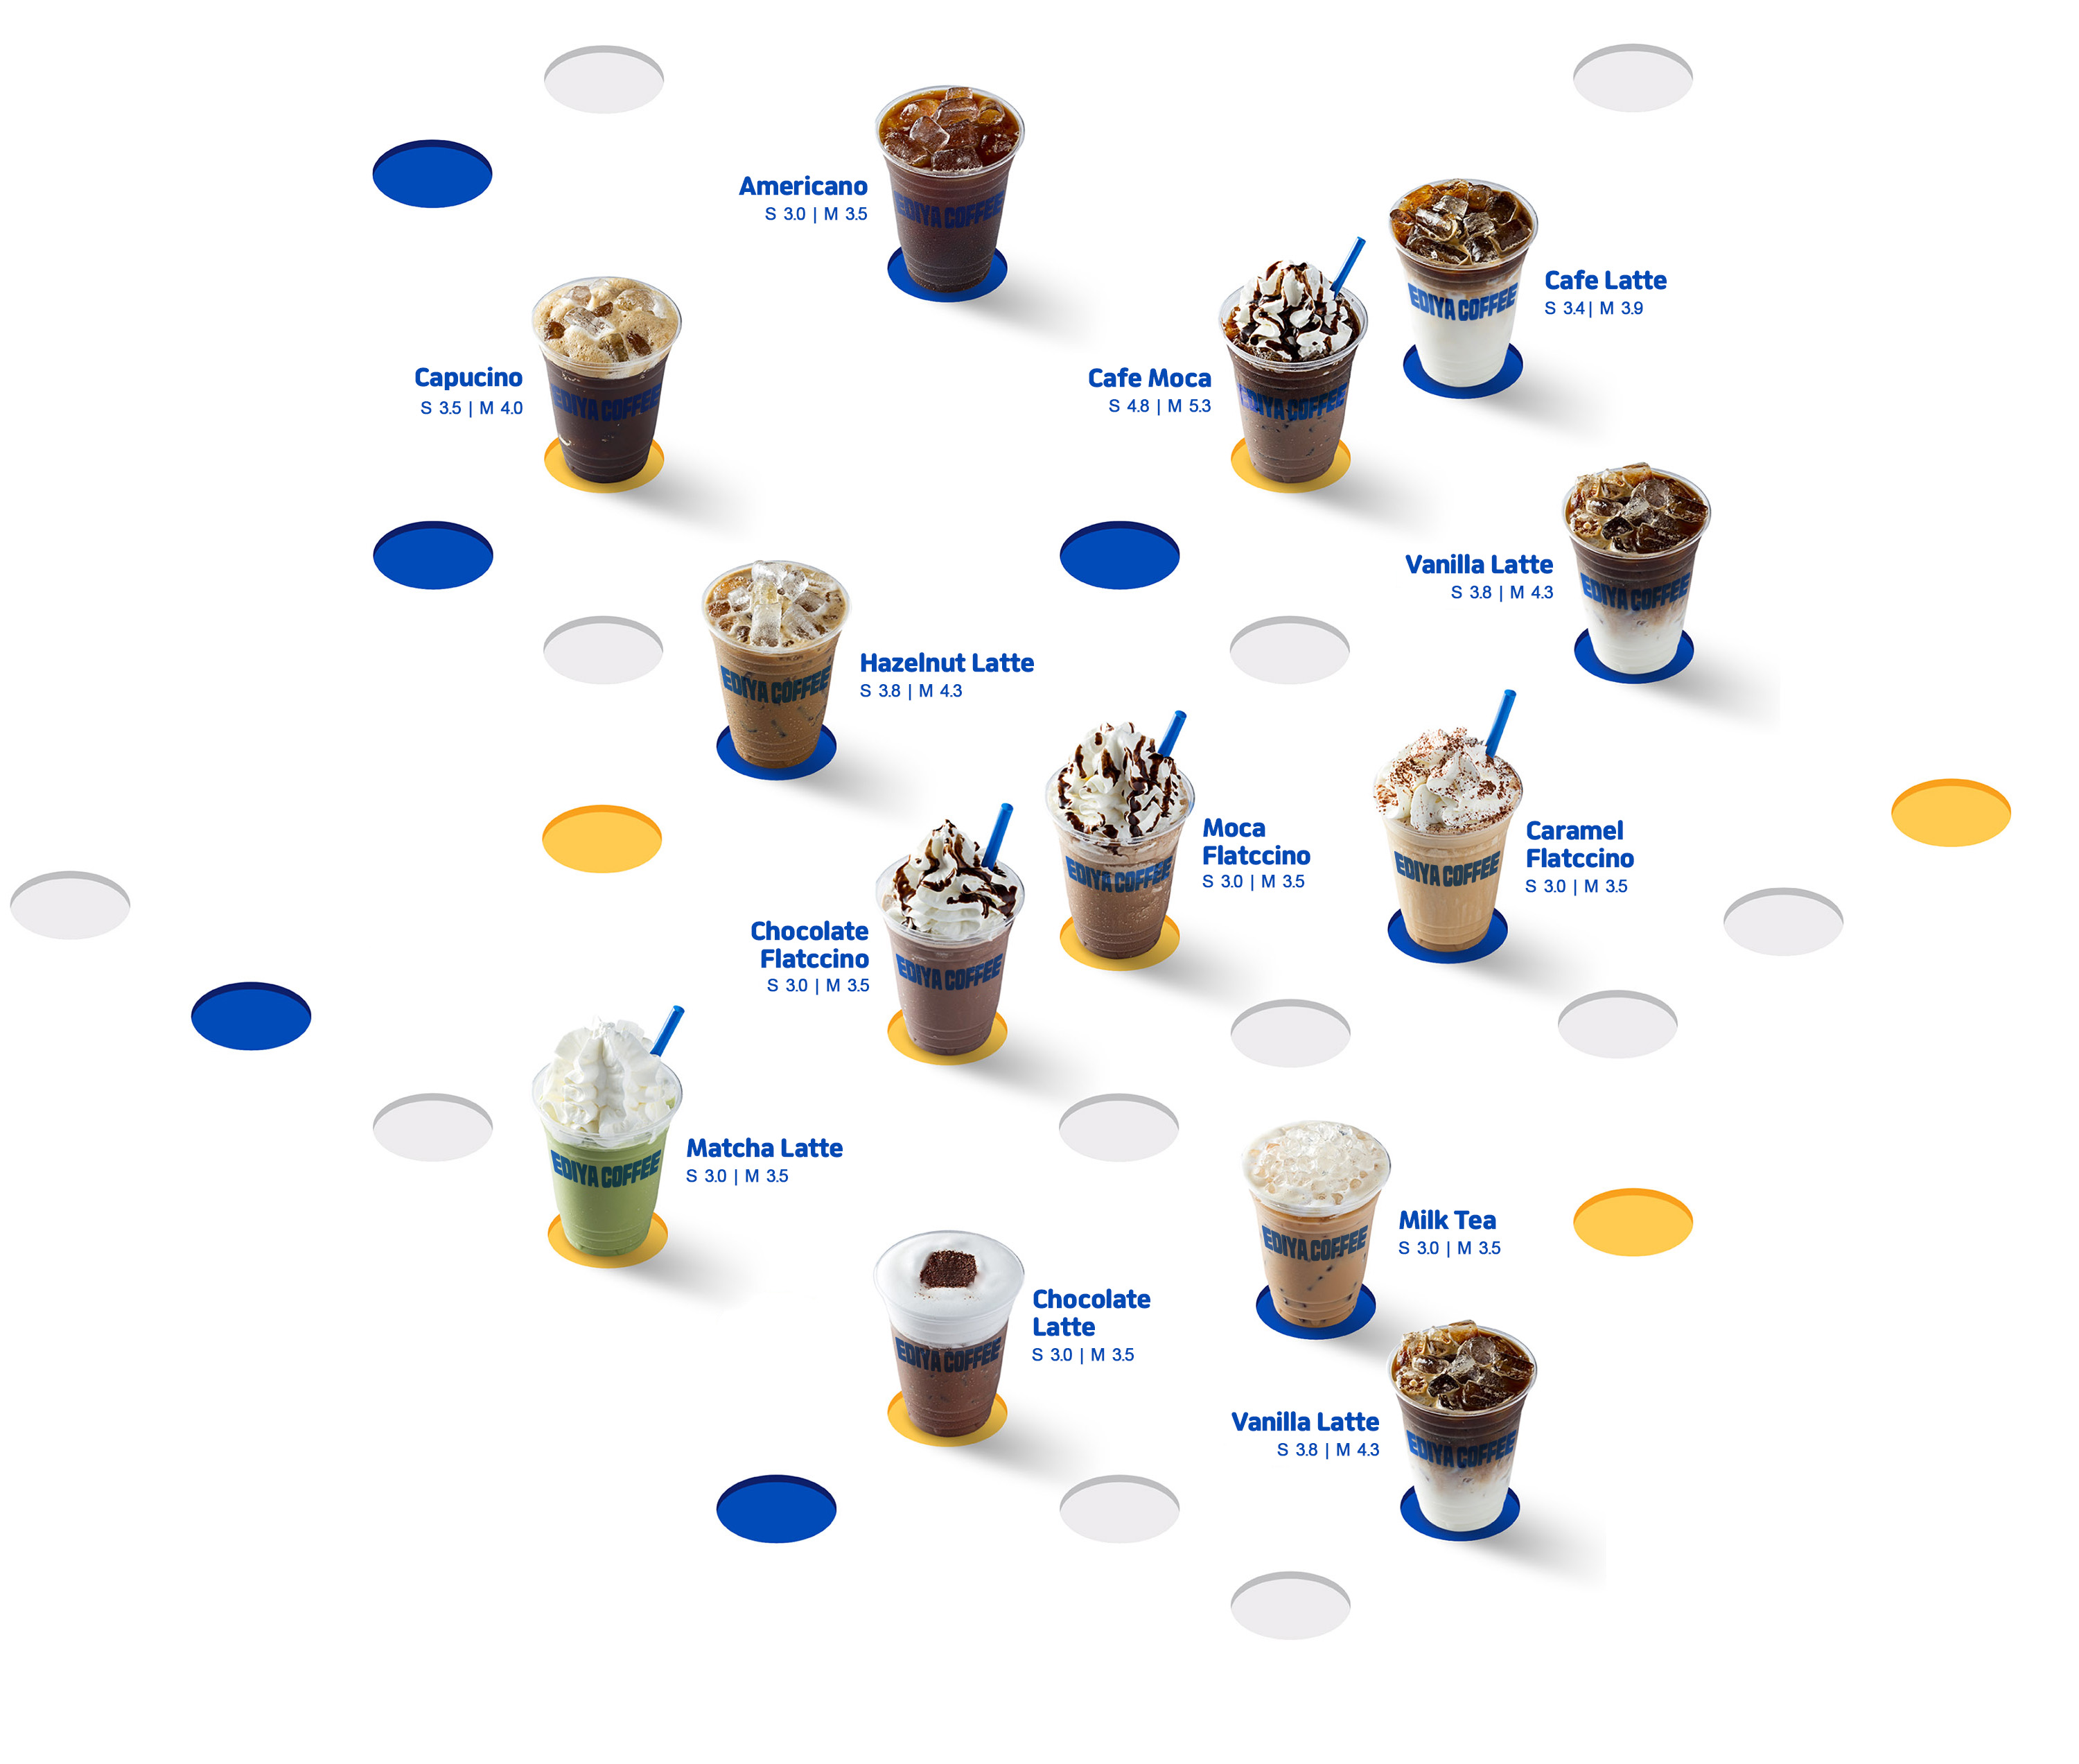 Americano
S 3.0 | M 3.5
EDIYA COFFEE
Cafe Latte
S 3.4| M 3.9
EDIYA COFFEE
Capucino
S 3.5 | M 4.0
EDIYA COFFEE
Cafe Moca
S 4.8 | M 5.3
EDIYA COFFEE
Vanilla Latte
S 3.8 | M 4.3
EDIYA COFFEE
Hazelnut Latte
S 3.8 | M 4.3
EDIYA COFFEE
Moca
Flatccino
S 3.0 | M 3.5
EDIYA COFFEE
Caramel
Flatccino
S 3.0 | M 3.5
EDIYA COFFEE
Chocolate
Flatccino
S 3.0 | M 3.5
EDIYA COFFEE
Matcha Latte
S 3.0 | M 3.5
EDIYA COFFEE
Milk Tea
S 3.0 | M 3.5
EDIYA COFFEE
Chocolate
Latte
S 3.0 | M 3.5
EDIYA COFFEE
Vanilla Latte
S 3.8 | M 4.3
EDIYA COFFEE